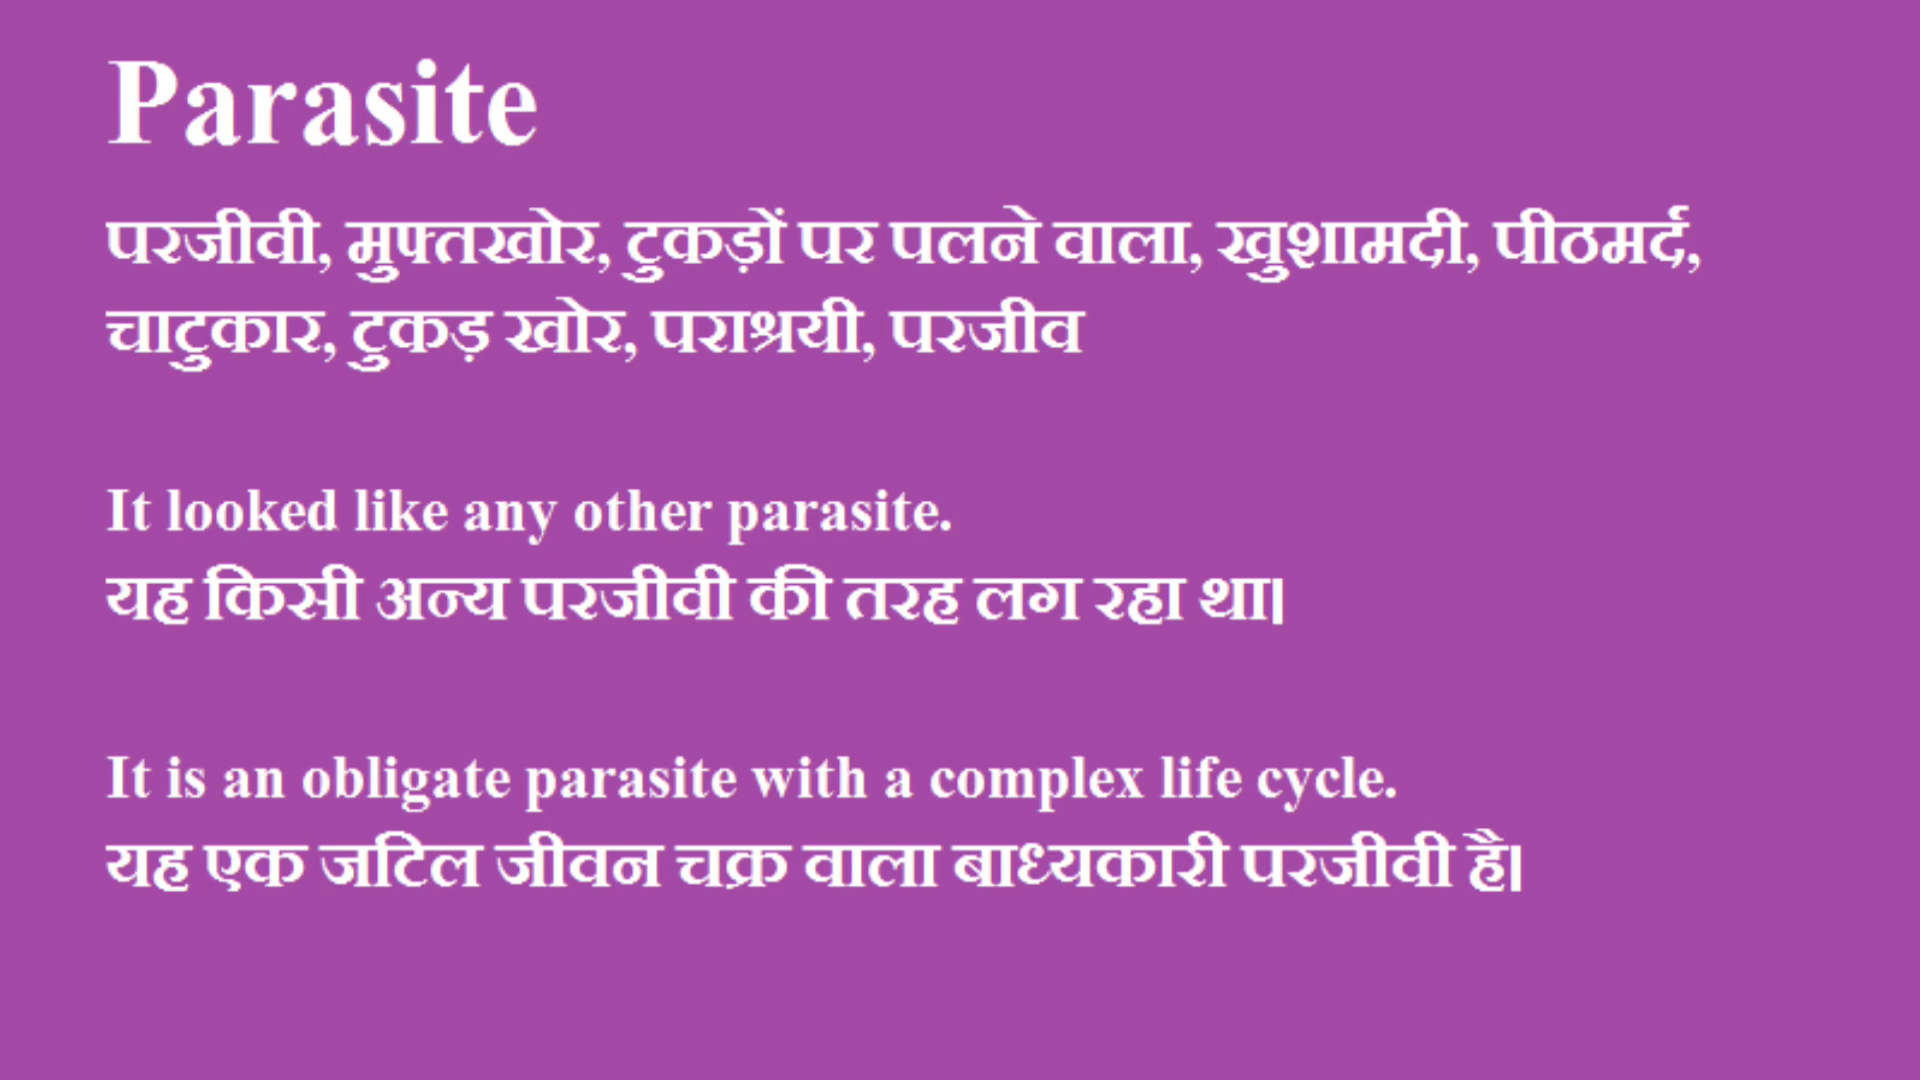 Parasite
परजीवी, मुफ्तखोर, टुकड़ों पर पलने वाला, खुशामदी, पीठमर्द,
चाटुकार, टुकड़ खोर, पराश्रयी, परजीव
It looked like any other parasite.
यह किसी अन्य परजीवी की तरह लग रहा था।
It is an obligate parasite with a complex life cycle.
यह एक जटिल जीवन चक्र वाला बाध्यकारी परजीवी है।